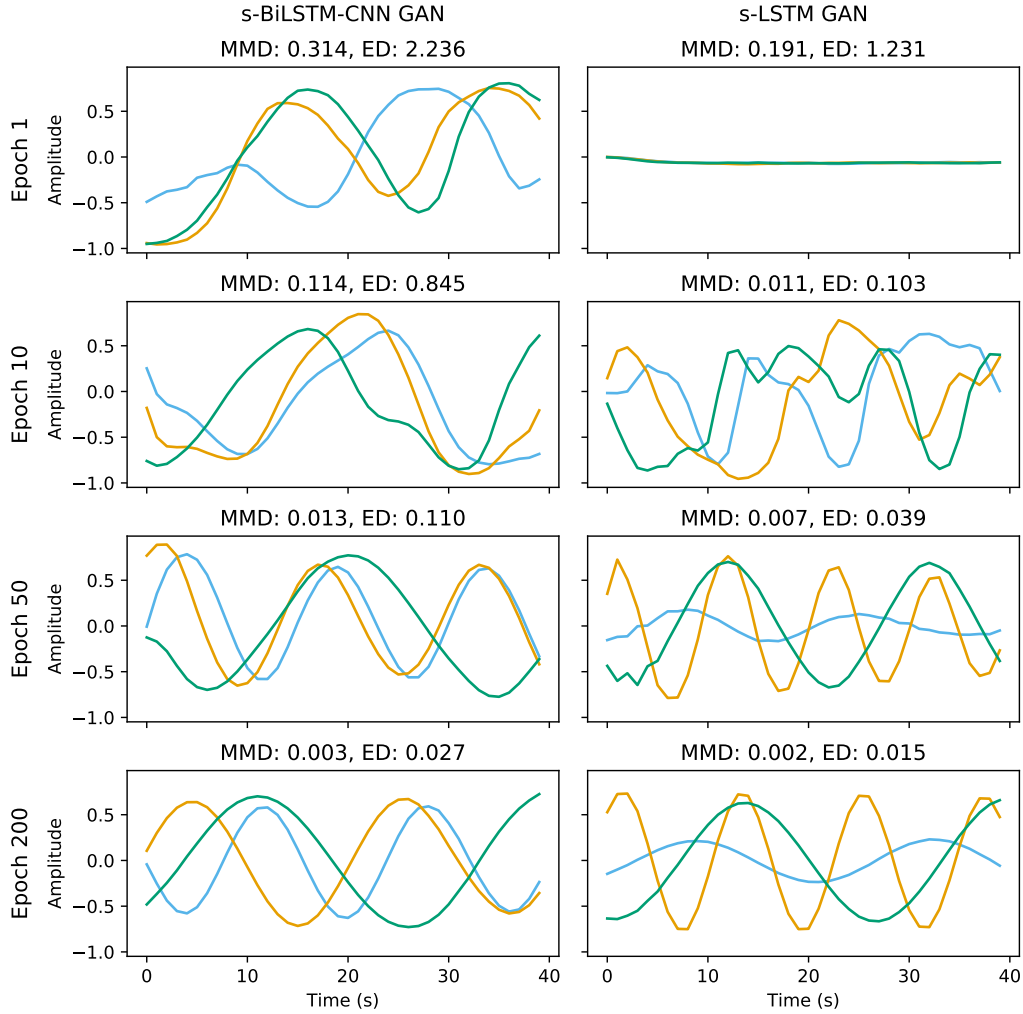 s-BiLSTM-CNN GAN
s-LSTM GAN
MMD: 0.314, ED: 2.236
MMD: 0.191, ED: 1.231
Epoch 1
Amplitude
0.5
0.0
−0.5
−1.0
MMD: 0.114, ED: 0.845
MMD: 0.011, ED: 0.103
Epoch 10
Amplitude
0.5
0.0
−0.5
−1.0
MMD: 0.013, ED: 0.110
MMD: 0.007, ED: 0.039
Epoch 50
Amplitude
0.5
0.0
−0.5
−1.0
MMD: 0.003, ED: 0.027
MMD: 0.002, ED: 0.015
Epoch 200
Amplitude
0.5
0.0
−0.5
−1.0
0 10 20 30 40
Time (s)
0 10 20 30 40
Time (s)